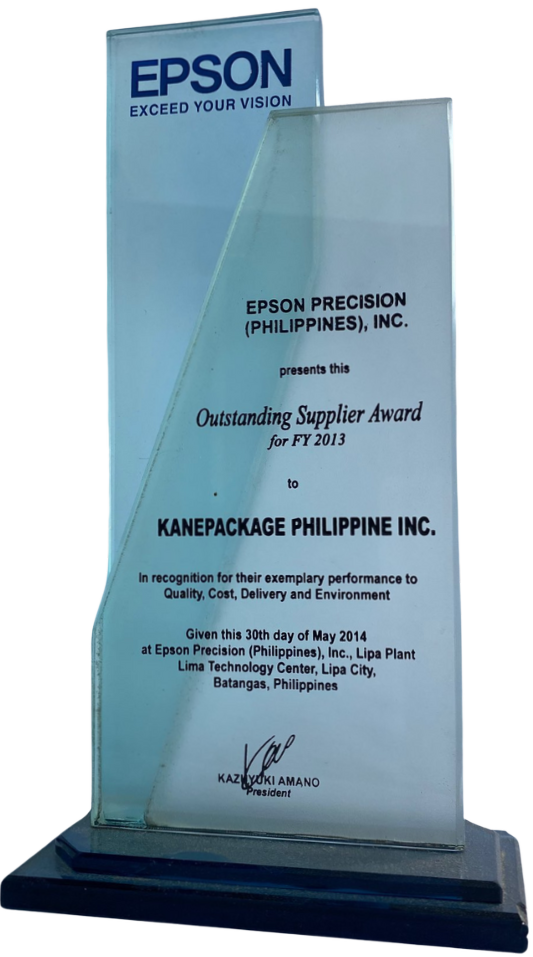 EPSON
EXCEED YOUR VISION
EPSON PRECISION
(PHILIPPINES), INC.
presents this
Outstanding Supplier Award
for FY 2013
to
KANEPACKAGE PHILIPPINE INC.
In recognition for their exemplary performance to
Quality, Cost, Delivery and Environment
Given this 30th day of May 2014
at Epson Precision (Philippines), Inc., Lipa Plant
Lima Technology Center, Lipa City,
Batangas, Philippines
KAZUYUKI AMANO
President